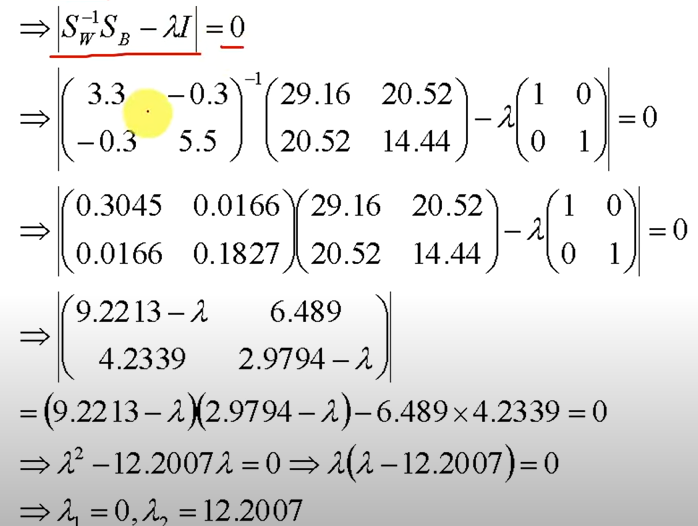 ⇒ |S_W^{-1} S_B − λI| = 0
⇒ |(3.3 −0.3; −0.3 5.5)^{-1} (29.16 20.52; 20.52 14.44) − λ(1 0; 0 1)| = 0
⇒ |(0.3045 0.0166; 0.0166 0.1827)(29.16 20.52; 20.52 14.44) − λ(1 0; 0 1)| = 0
⇒ |(9.2213 − λ 6.489; 4.2339 2.9794 − λ)|
= (9.2213 − λ)(2.9794 − λ) − 6.489 × 4.2339 = 0
⇒ λ² − 12.2007λ = 0 ⇒ λ(λ − 12.2007) = 0
⇒ λ₁ = 0, λ₂ = 12.2007